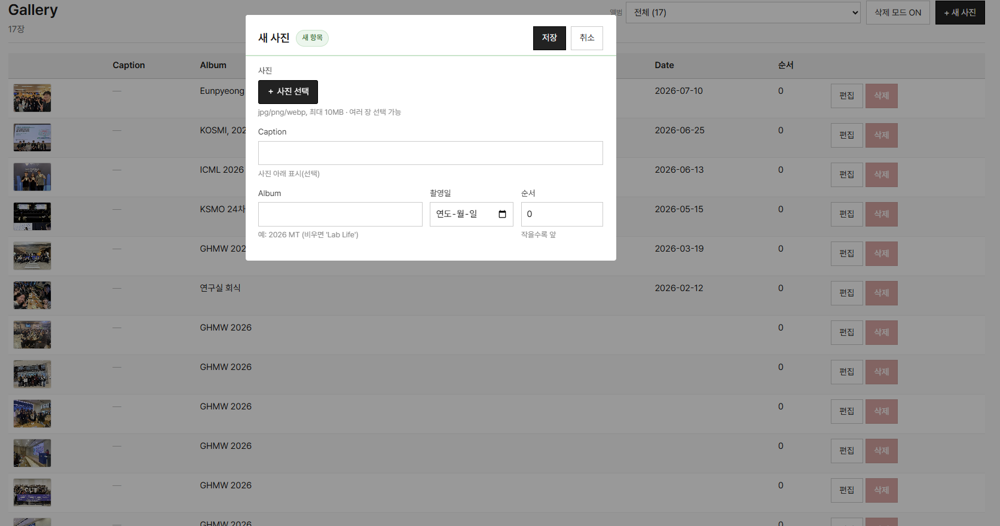 Gallery
17장
앨범
전체 (17)
삭제 모드 ON
+ 새 사진
새 사진
새 항목
저장
취소
사진
+ 사진 선택
jpg/png/webp, 최대 10MB · 여러 장 선택 가능
Caption
사진 아래 표시(선택)
Album
촬영일
순서
연도-월-일
0
예: 2026 MT (비우면 'Lab Life')
작을수록 앞
Caption Album Date 순서
— Eunpyeong 2026-07-10 0 편집 삭제
— KOSMI, 202 2026-06-25 0 편집 삭제
— ICML 2026 2026-06-13 0 편집 삭제
— KSMO 24차 2026-05-15 0 편집 삭제
— GHMW 202 2026-03-19 0 편집 삭제
— 연구실 회식 2026-02-12 0 편집 삭제
— GHMW 2026 0 편집 삭제
— GHMW 2026 0 편집 삭제
— GHMW 2026 0 편집 삭제
— GHMW 2026 0 편집 삭제
— GHMW 2026 0 편집 삭제
GHMW 2026